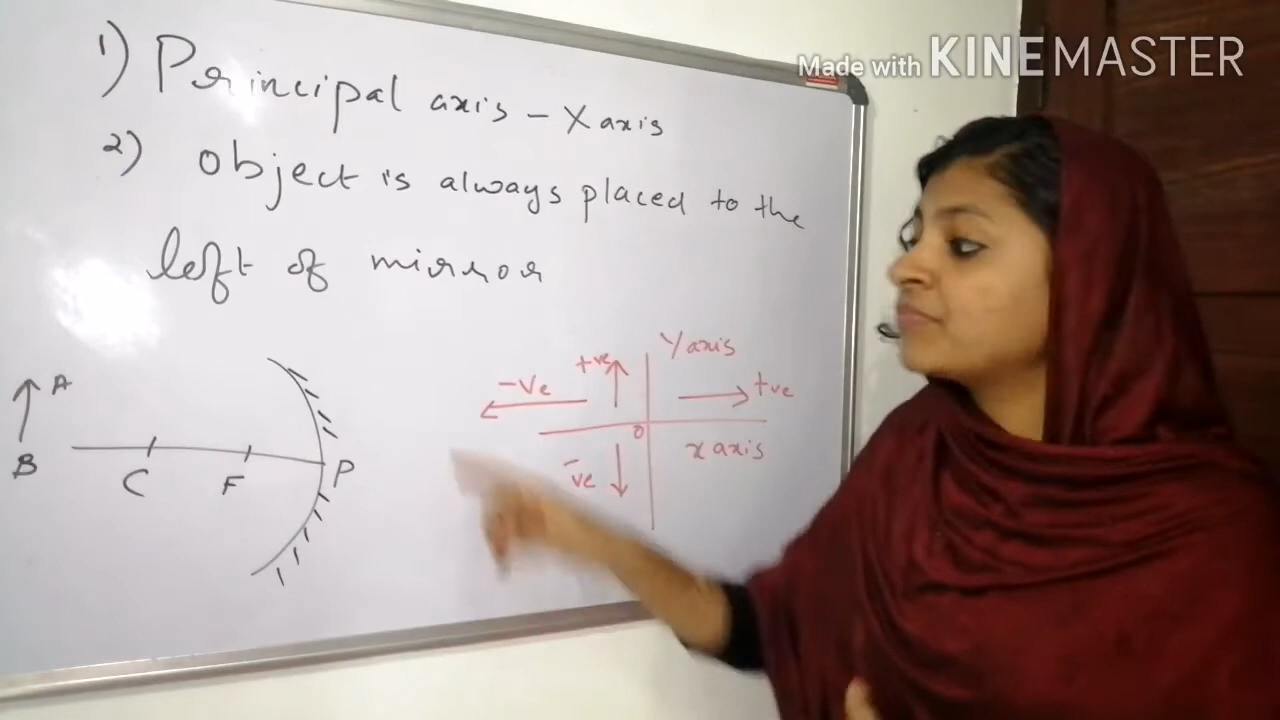 Made with KINEMASTER
1) Principal axis - X axis
2) Object is always placed to the
left of mirror
A
B
C
F
P
Y axis
+ve
-ve
+ve
O
x axis
-ve